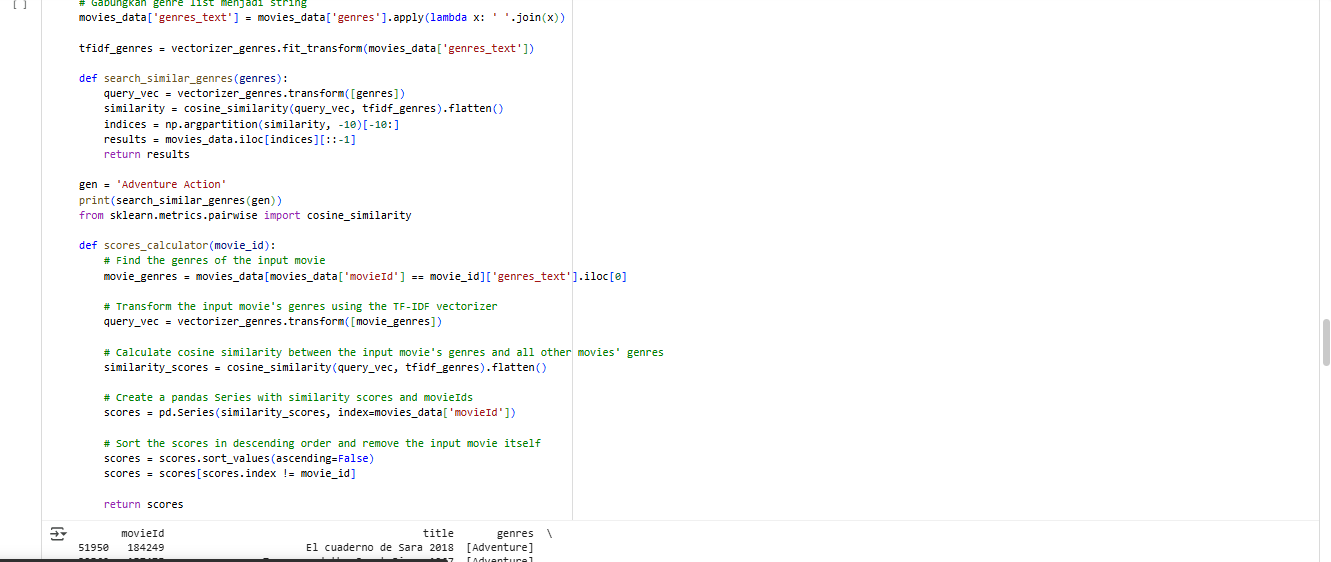 [ ]
# Gabungkan genre list menjadi string
movies_data['genres_text'] = movies_data['genres'].apply(lambda x: ' '.join(x))
tfidf_genres = vectorizer_genres.fit_transform(movies_data['genres_text'])
def search_similar_genres(genres):
query_vec = vectorizer_genres.transform([genres])
similarity = cosine_similarity(query_vec, tfidf_genres).flatten()
indices = np.argpartition(similarity, -10)[-10:]
results = movies_data.iloc[indices][::-1]
return results
gen = 'Adventure Action'
print(search_similar_genres(gen))
from sklearn.metrics.pairwise import cosine_similarity
def scores_calculator(movie_id):
# Find the genres of the input movie
movie_genres = movies_data[movies_data['movieId'] == movie_id]['genres_text'].iloc[0]
# Transform the input movie's genres using the TF-IDF vectorizer
query_vec = vectorizer_genres.transform([movie_genres])
# Calculate cosine similarity between the input movie's genres and all other movies' genres
similarity_scores = cosine_similarity(query_vec, tfidf_genres).flatten()
# Create a pandas Series with similarity scores and movieIds
scores = pd.Series(similarity_scores, index=movies_data['movieId'])
# Sort the scores in descending order and remove the input movie itself
scores = scores.sort_values(ascending=False)
scores = scores[scores.index != movie_id]
return scores
movieId title genres \
51950 184249 El cuaderno de Sara 2018 [Adventure]
[Adventure]